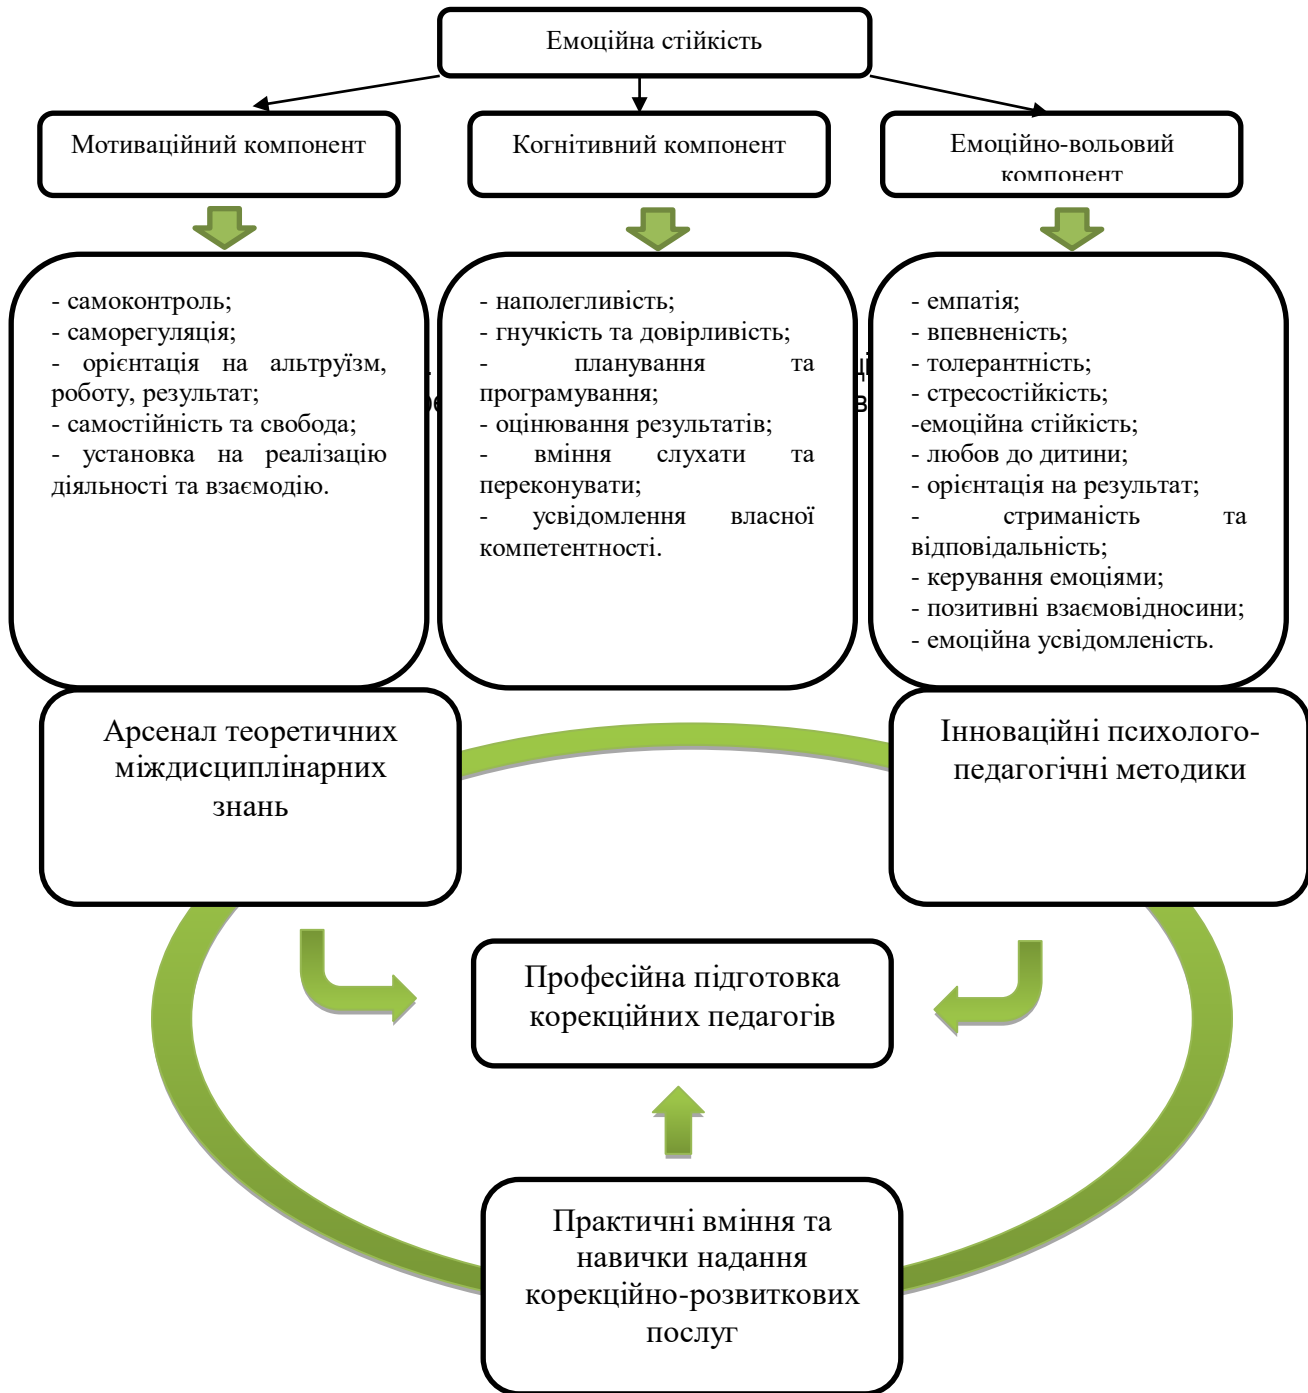 Емоційна стійкість
Мотиваційний компонент
Когнітивний компонент
Емоційно-вольовий
компонент
- самоконтроль;
- саморегуляція;
- орієнтація на альтруїзм,
роботу, результат;
- самостійність та свобода;
- установка на реалізацію
діяльності та взаємодію.
- наполегливість;
- гнучкість та довірливість;
- планування та
програмування;
- оцінювання результатів;
- вміння слухати та
переконувати;
- усвідомлення власної
компетентності.
- емпатія;
- впевненість;
- толерантність;
- стресостійкість;
-емоційна стійкість;
- любов до дитини;
- орієнтація на результат;
- стриманість та
відповідальність;
- керування емоціями;
- позитивні взаємовідносини;
- емоційна усвідомленість.
Арсенал теоретичних
міждисциплінарних
знань
Інноваційні психолого-
педагогічні методики
Професійна підготовка
корекційних педагогів
Практичні вміння та
навички надання
корекційно-розвиткових
послуг